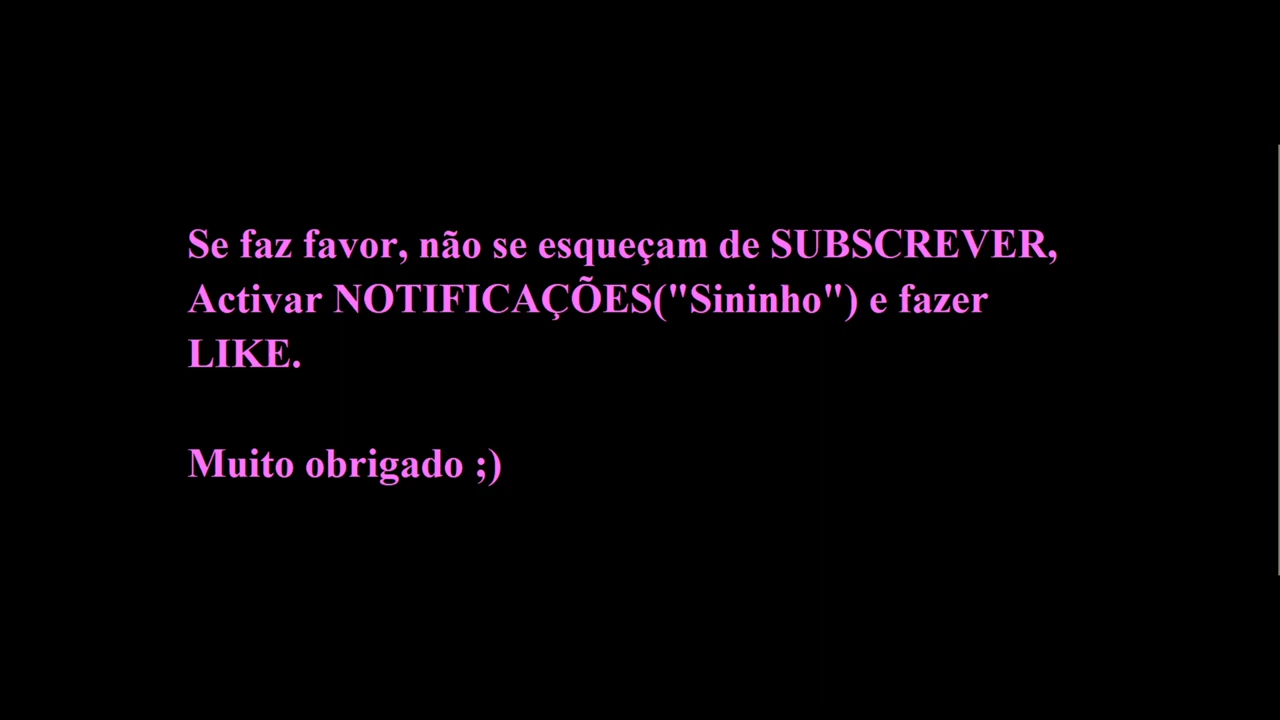 Se faz favor, não se esqueçam de SUBSCREVER,
Activar NOTIFICAÇÕES("Sininho") e fazer
LIKE.
Muito obrigado ;)